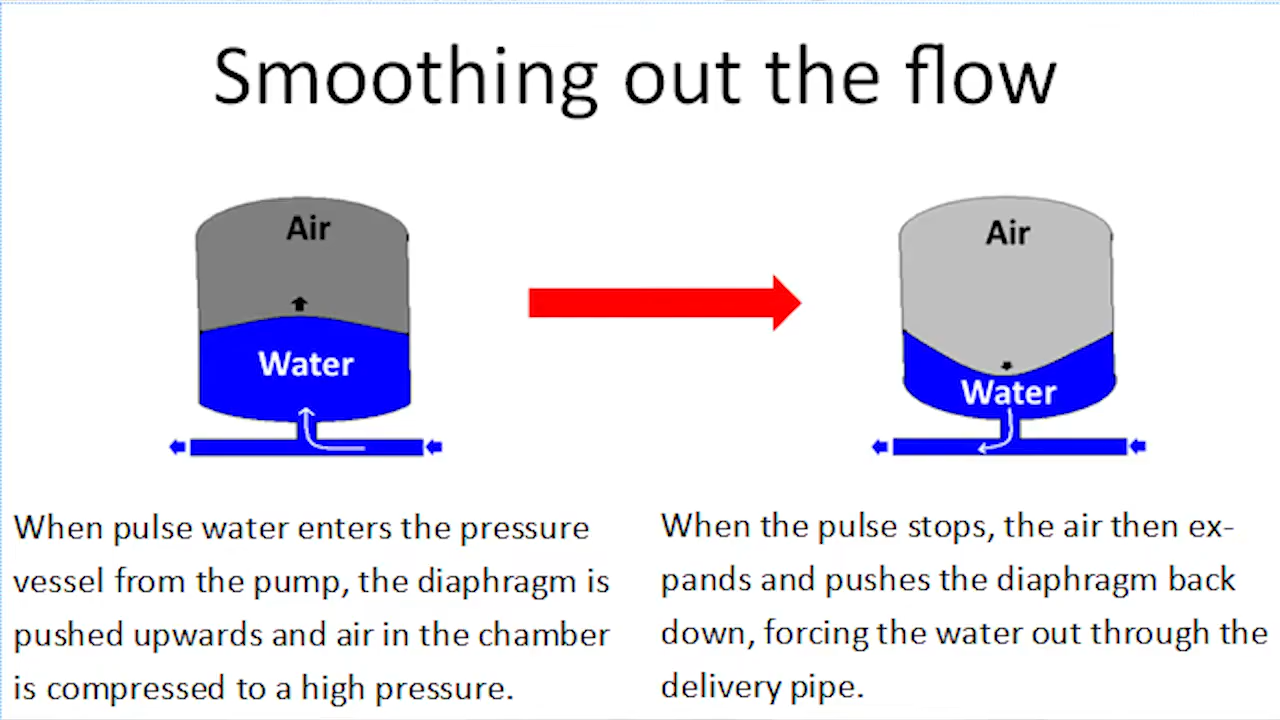 Smoothing out the flow
Air
Water
Air
Water
When pulse water enters the pressure
vessel from the pump, the diaphragm is
pushed upwards and air in the chamber
is compressed to a high pressure.
When the pulse stops, the air then ex-
pands and pushes the diaphragm back
down, forcing the water out through the
delivery pipe.